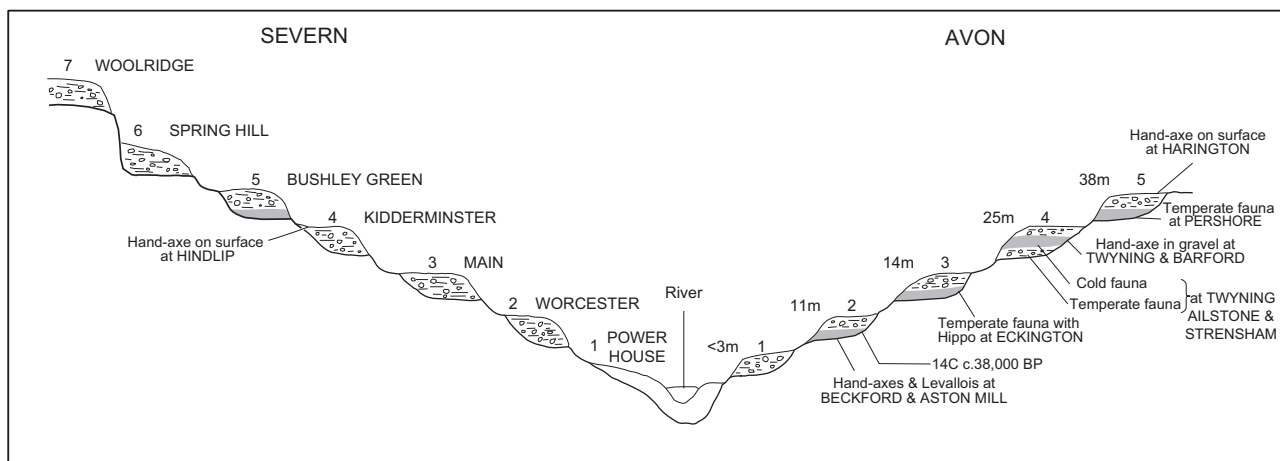 SEVERN
AVON
7 WOOLRIDGE
6 SPRING HILL
5 BUSHLEY GREEN
4 KIDDERMINSTER
Hand-axe on surface
at HINDLIP
3 MAIN
2 WORCESTER
1 POWER
HOUSE
River
<3m 1
11m 2
14m 3
25m 4
38m 5
Hand-axe on surface
at HARINGTON
Temperate fauna
at PERSHORE
Hand-axe in gravel at
TWYNING & BARFORD
Cold fauna
Temperate fauna
at TWYNING
AILSTONE &
STRENSHAM
Temperate fauna with
Hippo at ECKINGTON
14C c.38,000 BP
Hand-axes & Levallois at
BECKFORD & ASTON MILL